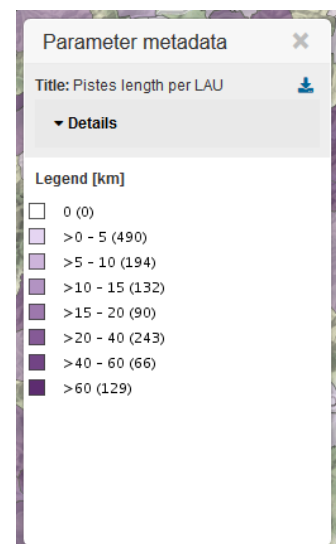 Parameter metadata
Title: Pistes length per LAU
Details
Legend [km]
0 (0)
>0 - 5 (490)
>5 - 10 (194)
>10 - 15 (132)
>15 - 20 (90)
>20 - 40 (243)
>40 - 60 (66)
>60 (129)